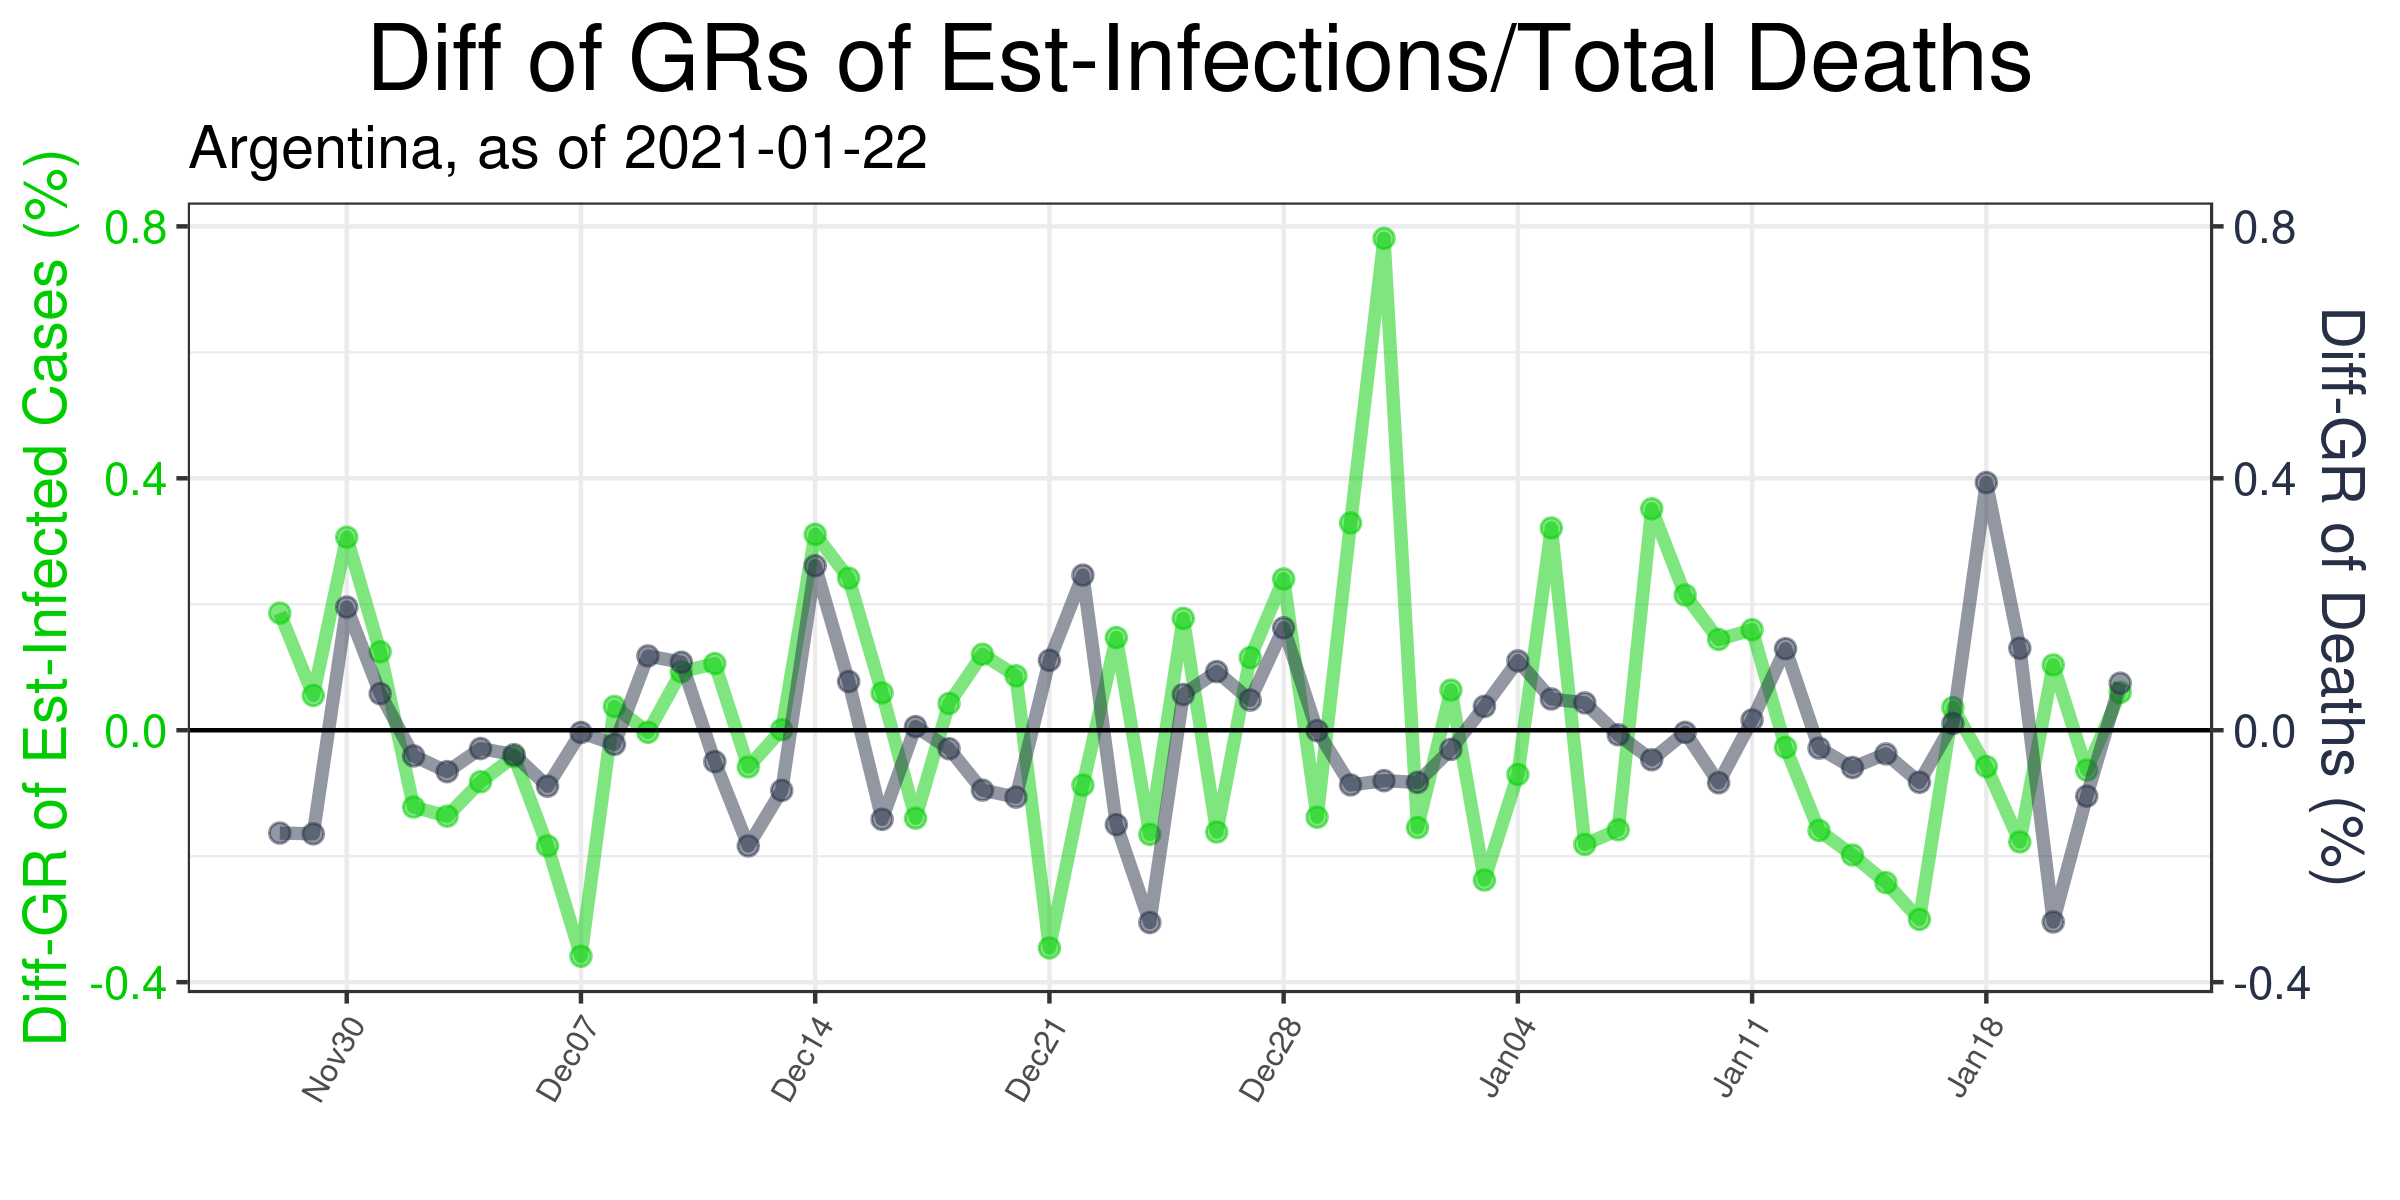 Diff of GRs of Est-Infections/Total Deaths
Argentina, as of 2021-01-22
Diff-GR of Est-Infected Cases (%)
0.8
0.4
0.0
-0.4
0.8
0.4
0.0
-0.4
Diff-GR of Deaths (%)
Nov30
Dec07
Dec14
Dec21
Dec28
Jan04
Jan11
Jan18